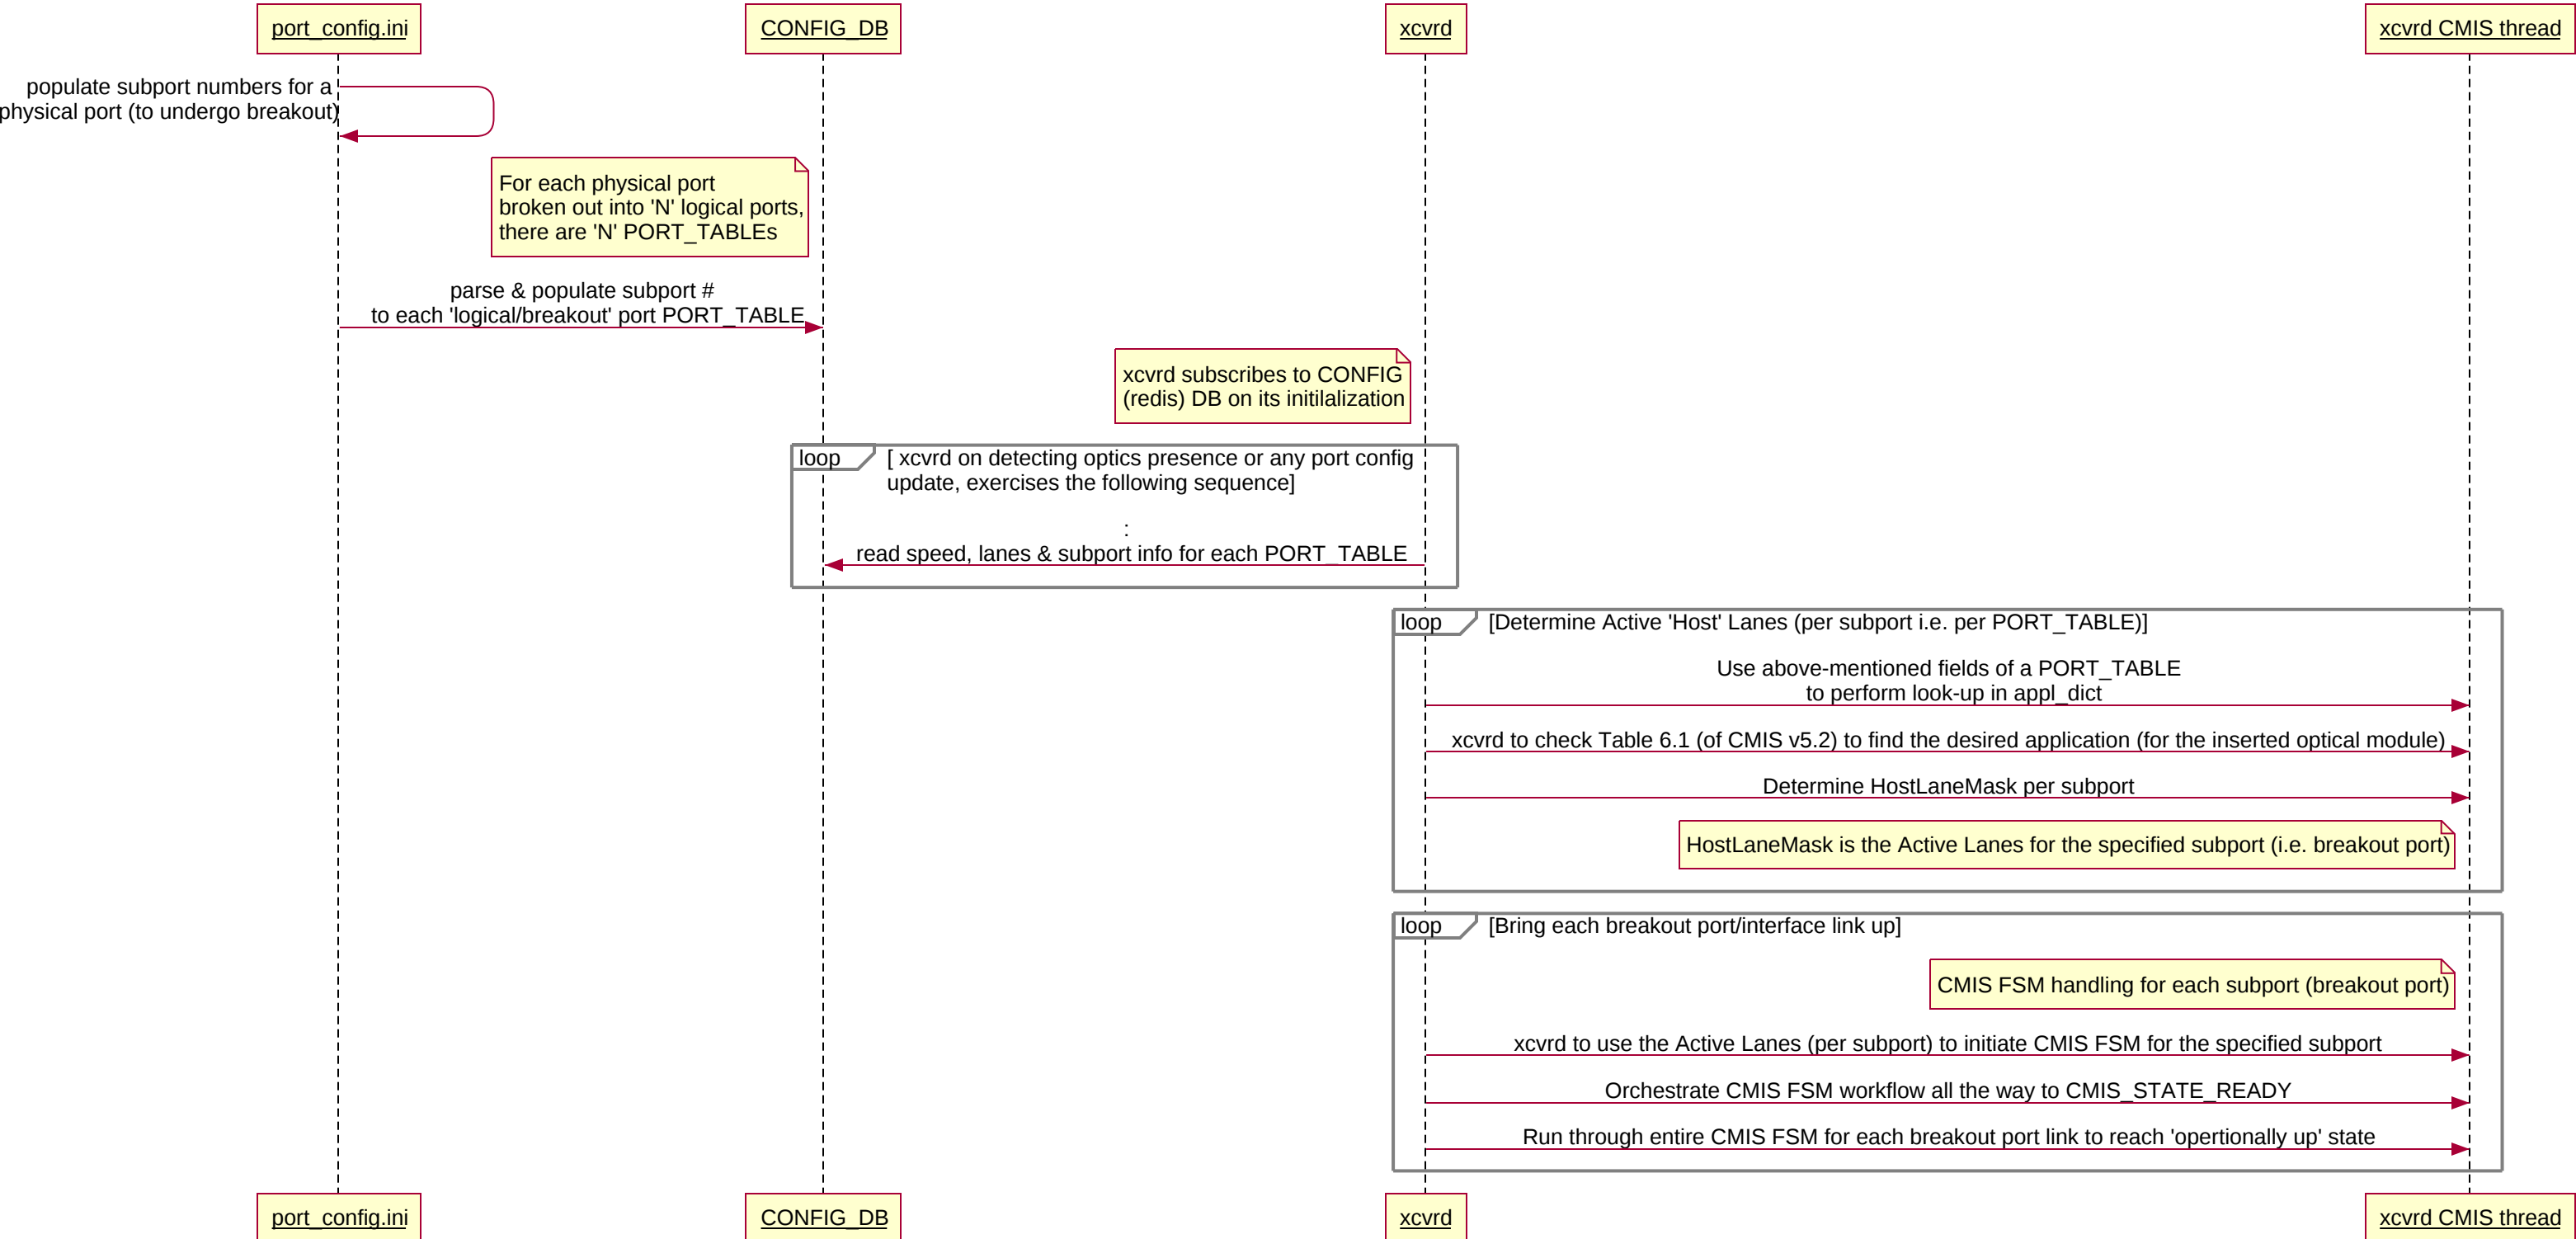 port_config.ini
CONFIG_DB
xcvrd
xcvrd CMIS thread
populate subport numbers for a
physical port (to undergo breakout)
For each physical port
broken out into 'N' logical ports,
there are 'N' PORT_TABLEs
parse & populate subport #
to each 'logical/breakout' port PORT_TABLE
xcvrd subscribes to CONFIG
(redis) DB on its initilalization
loop
[ xcvrd on detecting optics presence or any port config
update, exercises the following sequence]
:
read speed, lanes & subport info for each PORT_TABLE
loop
[Determine Active 'Host' Lanes (per subport i.e. per PORT_TABLE)]
Use above-mentioned fields of a PORT_TABLE
to perform look-up in appl_dict
xcvrd to check Table 6.1 (of CMIS v5.2) to find the desired application (for the inserted optical module)
Determine HostLaneMask per subport
HostLaneMask is the Active Lanes for the specified subport (i.e. breakout port)
loop
[Bring each breakout port/interface link up]
CMIS FSM handling for each subport (breakout port)
xcvrd to use the Active Lanes (per subport) to initiate CMIS FSM for the specified subport
Orchestrate CMIS FSM workflow all the way to CMIS_STATE_READY
Run through entire CMIS FSM for each breakout port link to reach 'opertionally up' state
port_config.ini
CONFIG_DB
xcvrd
xcvrd CMIS thread